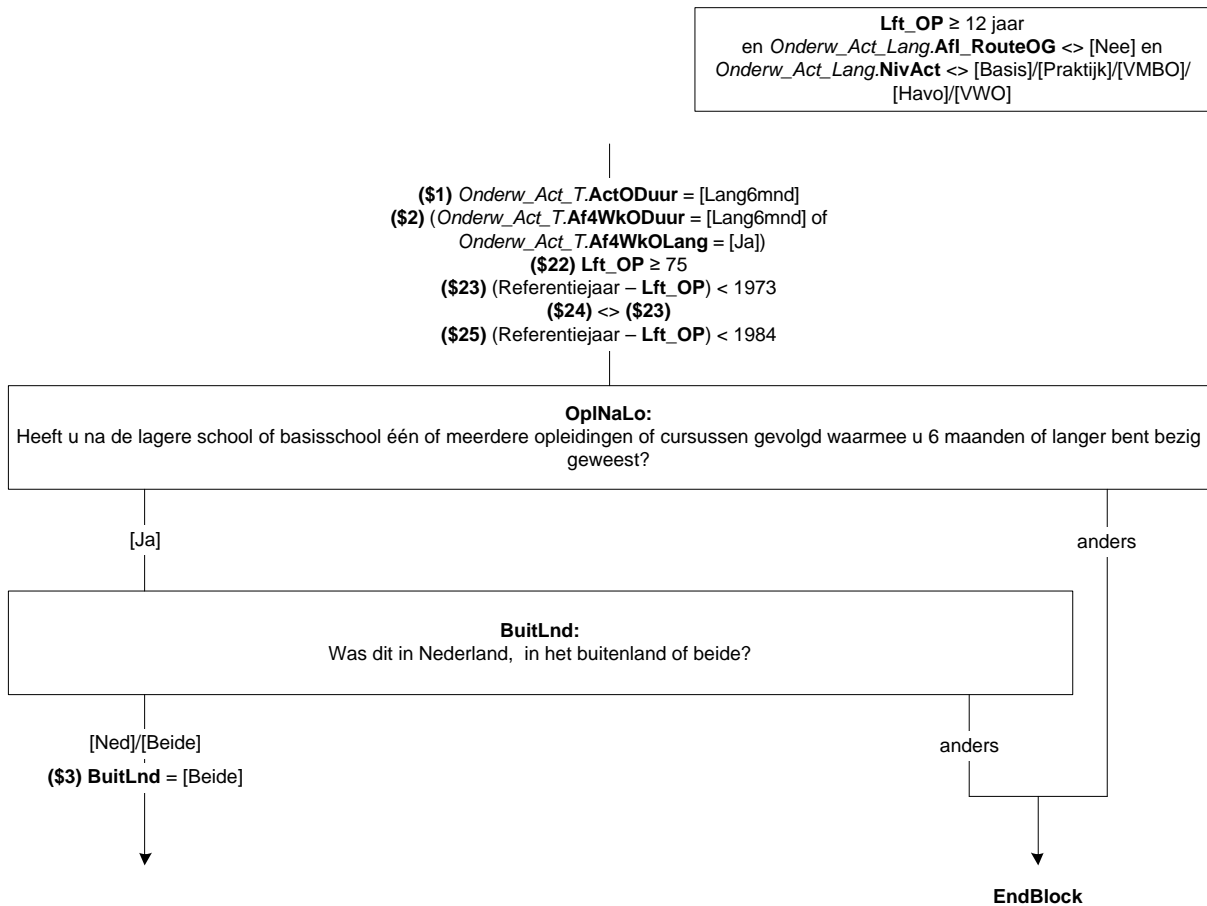 Lft_OP ≥ 12 jaar
en Onderw_Act_Lang.Afl_RouteOG <> [Nee] en
Onderw_Act_Lang.NivAct <> [Basis]/[Praktijk]/[VMBO]/
[Havo]/[VWO]
($1) Onderw_Act_T.ActODuur = [Lang6mnd]
($2) (Onderw_Act_T.Af4WkODuur = [Lang6mnd] of
Onderw_Act_T.Af4WkOLang = [Ja])
($22) Lft_OP ≥ 75
($23) (Referentiejaar – Lft_OP) < 1973
($24) <> ($23)
($25) (Referentiejaar – Lft_OP) < 1984
OplNaLo:
Heeft u na de lagere school of basisschool één of meerdere opleidingen of cursussen gevolgd waarmee u 6 maanden of langer bent bezig
geweest?
[Ja]
anders
BuitLnd:
Was dit in Nederland,  in het buitenland of beide?
[Ned]/[Beide]
anders
($3) BuitLnd = [Beide]
EndBlock